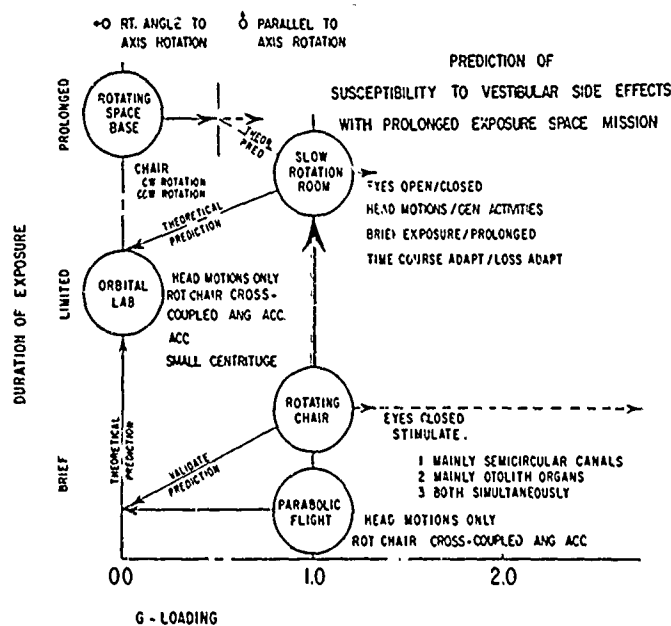 RT. ANGLE TO
AXIS ROTATION
PARALLEL TO
AXIS ROTATION
PREDICTION OF
SUSCEPTIBILITY TO VESTIBULAR SIDE EFFECTS
WITH PROLONGED EXPOSURE SPACE MISSION
DURATION OF EXPOSURE
PROLONGED
LIMITED
BRIEF
ROTATING
SPACE
BASE
THEOR.
PRED
SLOW
ROTATION
ROOM
CHAIR
CW ROTATION
CCW ROTATION
EYES OPEN/CLOSED
HEAD MOTIONS/GEN ACTIVITIES
BRIEF EXPOSURE/PROLONGED
TIME COURSE ADAPT/LOSS ADAPT
THEORETICAL
PREDICTION
ORBITAL
LAB
HEAD MOTIONS ONLY
ROT CHAIR CROSS-
COUPLED ANG ACC.
ACC
SMALL CENTRIFUGE
ROTATING
CHAIR
EYES CLOSED
STIMULATE.
1 MAINLY SEMICIRCULAR CANALS
2 MAINLY OTOLITH ORGANS
3 BOTH SIMULTANEOUSLY
THEORETICAL
PREDICTION
VALIDATE
PREDICTION
PARABOLIC
FLIGHT
HEAD MOTIONS ONLY
ROT CHAIR CROSS-COUPLED ANG ACC
00 1.0 2.0
G-LOADING